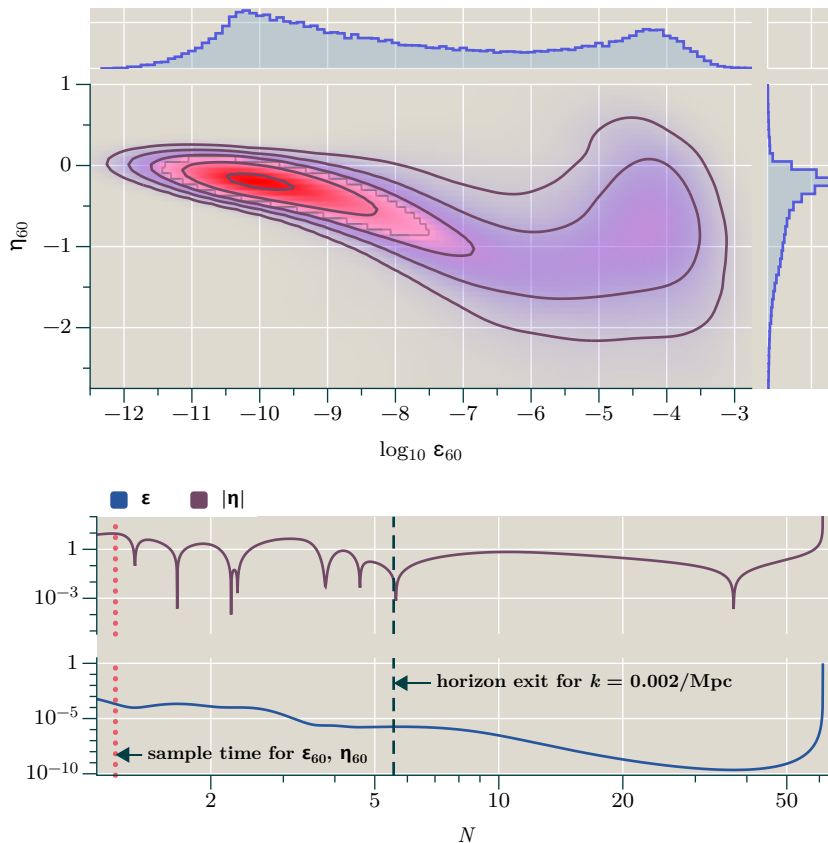 1
0
−1
−2
η₆₀
−12 −11 −10 −9 −8 −7 −6 −5 −4 −3
log₁₀ ε₆₀
ε |η|
1
10⁻³
1
10⁻⁵
10⁻¹⁰
horizon exit for k = 0.002/Mpc
sample time for ε₆₀, η₆₀
2 5 10 20 50
N